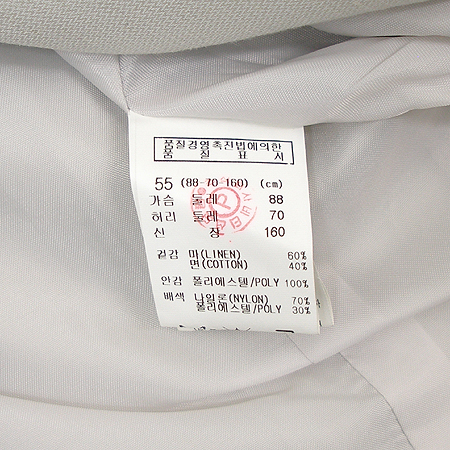 품질경영촉진법에의한
품 질 표 시
55 (88-70-160) (cm)
가슴 둘레 88
허리 둘레 70
신 장 160
겉감 마(LINEN) 60%
면(COTTON) 40%
안감 폴리에스텔/POLY 100%
배색 나일론(NYLON) 70%
폴리에스텔/POLY 30%